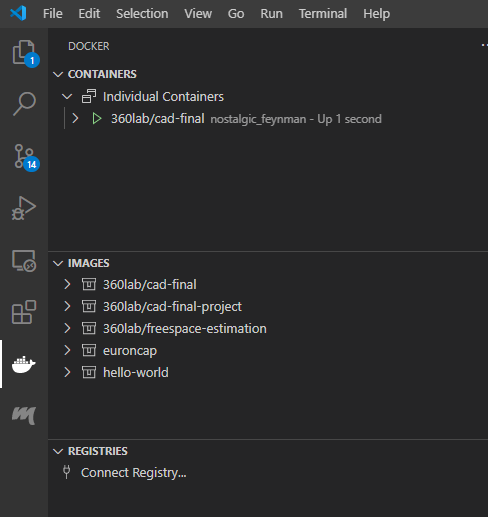 File Edit View Go Run Terminal Help
DOCKER
CONTAINERS
Individual Containers
360lab/cad-final nostalgic_feynman - Up 1 second
IMAGES
360lab/cad-final
360lab/cad-final-project
360lab/freespace-estimation
euroncap
hello-world
REGISTRIES
Connect Registry...
1
14